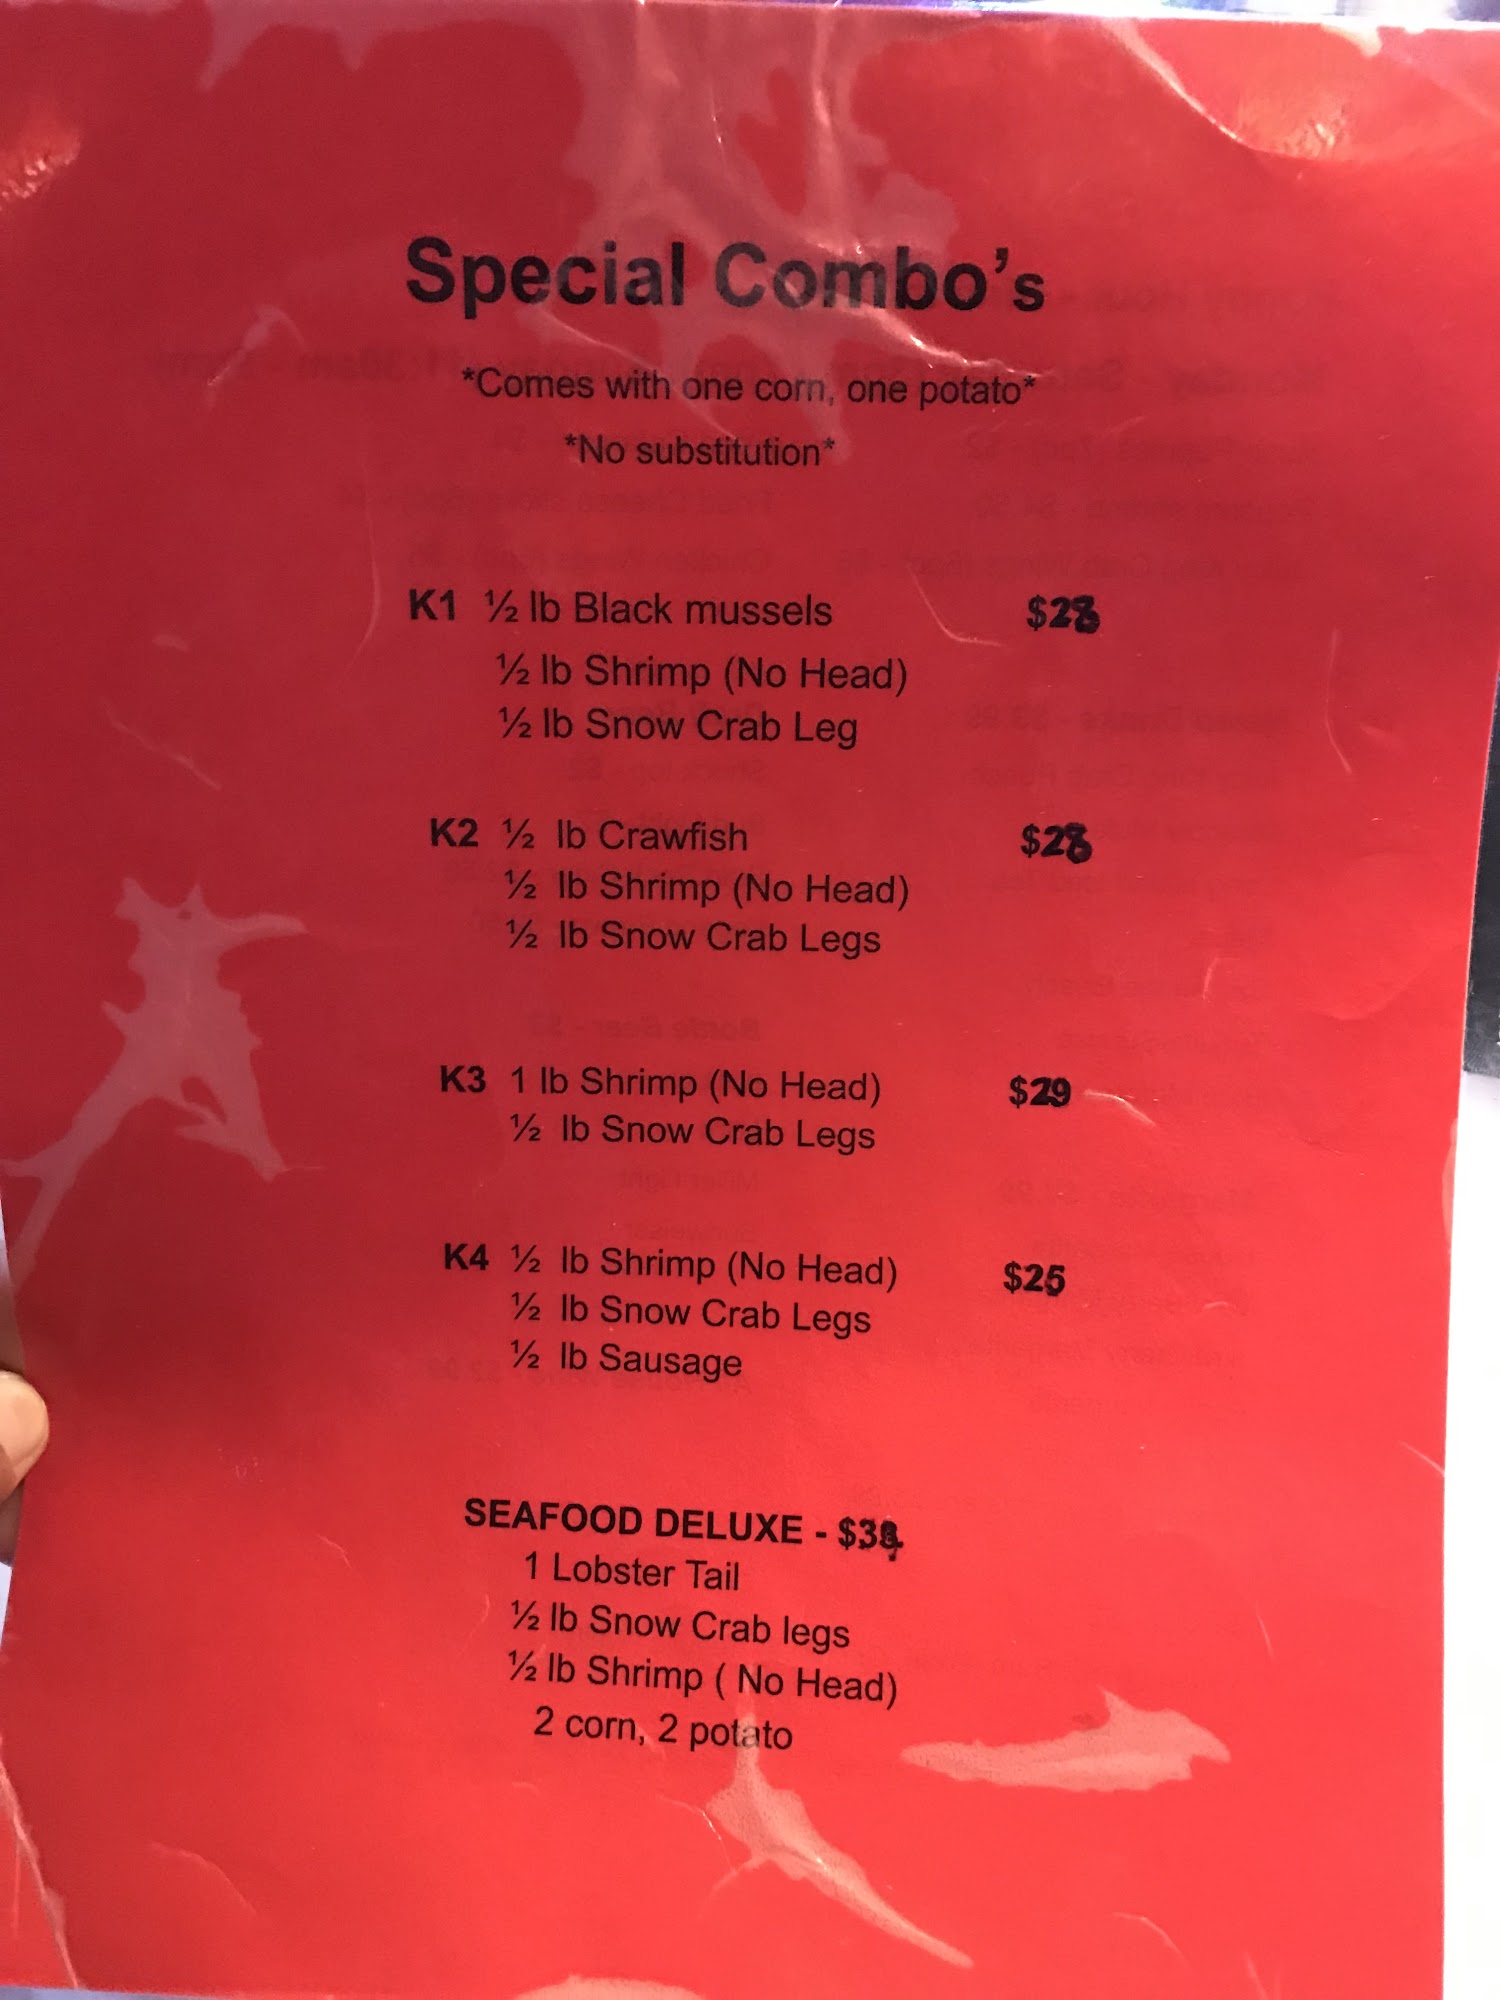 Special Combo's
*Comes with one corn, one potato*
*No substitution*
K1 ½ lb Black mussels $28
½ lb Shrimp (No Head)
½ lb Snow Crab Leg
K2 ½ lb Crawfish $28
½ lb Shrimp (No Head)
½ lb Snow Crab Legs
K3 1 lb Shrimp (No Head) $29
½ lb Snow Crab Legs
K4 ½ lb Shrimp (No Head) $25
½ lb Snow Crab Legs
½ lb Sausage
SEAFOOD DELUXE - $39
1 Lobster Tail
½ lb Snow Crab legs
½ lb Shrimp ( No Head)
2 corn, 2 potato